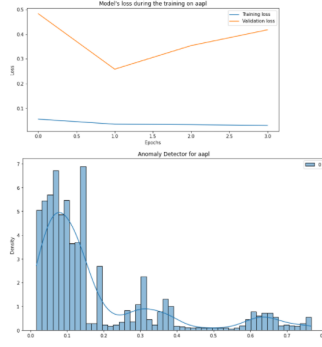 Model's loss during the training on aapl
0.5
0.4
0.3
0.2
0.1
Loss
Training loss
Validation loss
0.0 0.5 1.0 1.5 2.0 2.5 3.0
Epochs
Anomaly Detector for aapl
7
6
5
4
3
2
1
0
Density
0
0.0 0.1 0.2 0.3 0.4 0.5 0.6 0.7